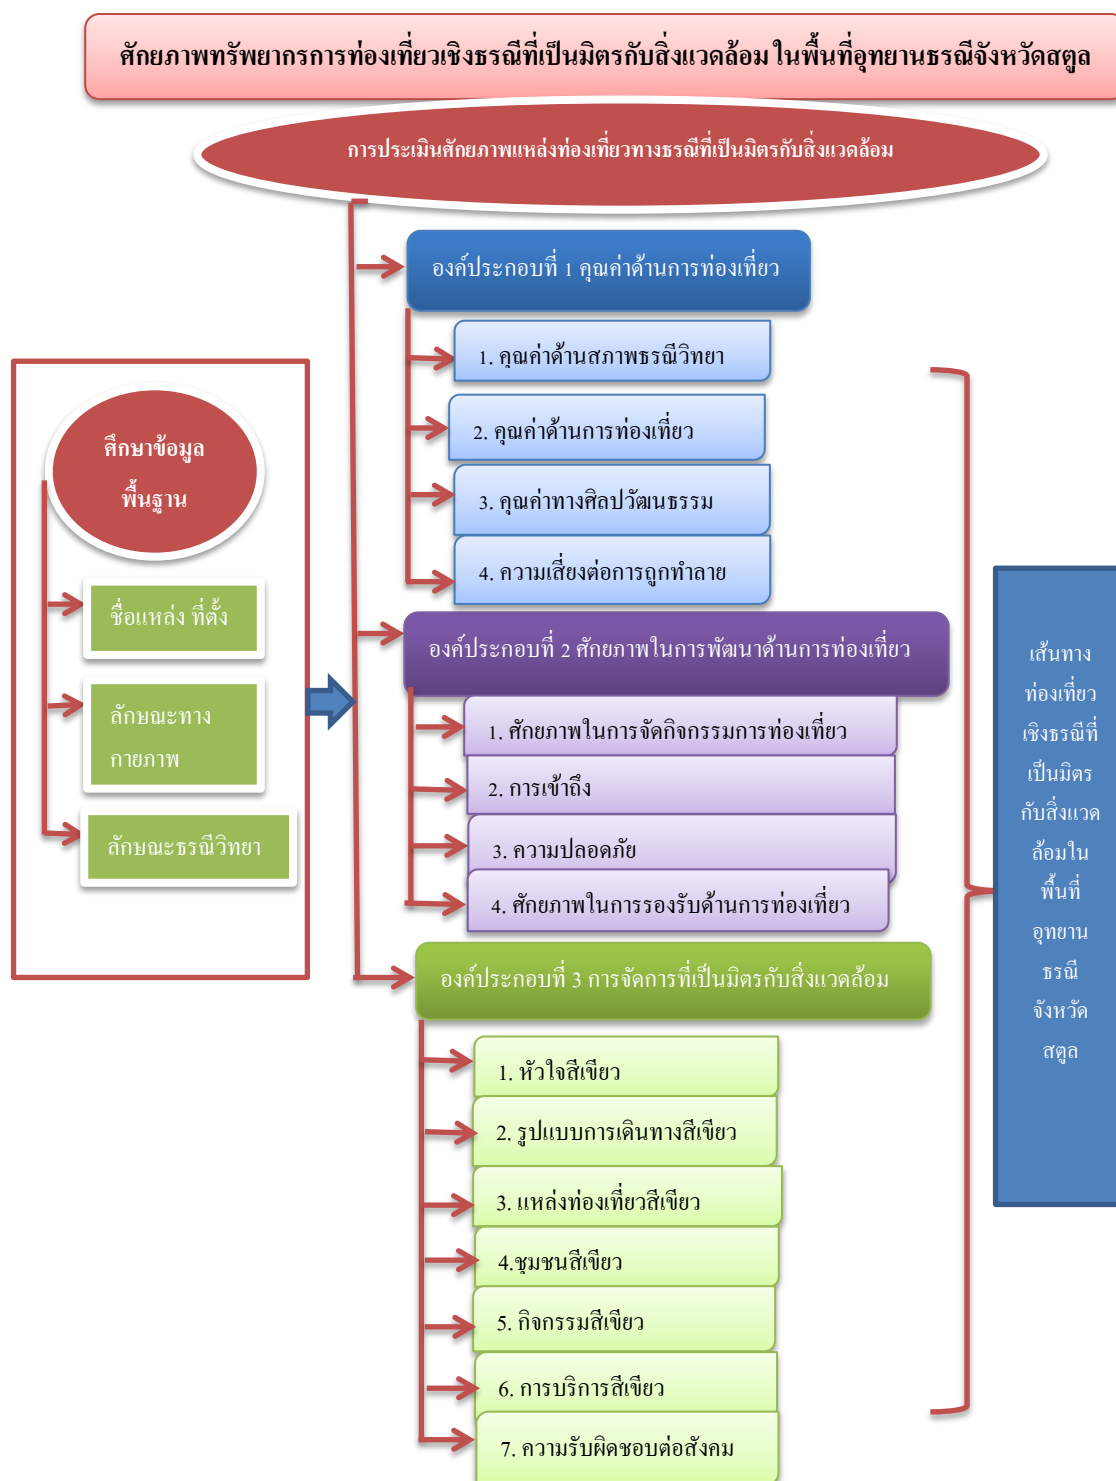 ศักยภาพทรัพยากรการท่องเที่ยวเชิงธรณีที่เป็นมิตรกับสิ่งแวดล้อม ในพื้นที่อุทยานธรณีจังหวัดสตูล
การประเมินศักยภาพแหล่งท่องเที่ยวทางธรณีที่เป็นมิตรกับสิ่งแวดล้อม
ศึกษาข้อมูล
พื้นฐาน
ชื่อแหล่ง ที่ตั้ง
ลักษณะทาง
กายภาพ
ลักษณะธรณีวิทยา
องค์ประกอบที่ 1 คุณค่าด้านการท่องเที่ยว
1. คุณค่าด้านสภาพธรณีวิทยา
2. คุณค่าด้านการท่องเที่ยว
3. คุณค่าทางศิลปวัฒนธรรม
4. ความเสี่ยงต่อการถูกทำลาย
องค์ประกอบที่ 2 ศักยภาพในการพัฒนาด้านการท่องเที่ยว
1. ศักยภาพในการจัดกิจกรรมการท่องเที่ยว
2. การเข้าถึง
3. ความปลอดภัย
4. ศักยภาพในการรองรับด้านการท่องเที่ยว
องค์ประกอบที่ 3 การจัดการที่เป็นมิตรกับสิ่งแวดล้อม
1. หัวใจสีเขียว
2. รูปแบบการเดินทางสีเขียว
3. แหล่งท่องเที่ยวสีเขียว
4.ชุมชนสีเขียว
5. กิจกรรมสีเขียว
6. การบริการสีเขียว
7. ความรับผิดชอบต่อสังคม
เส้นทาง
ท่องเที่ยว
เชิงธรณีที่
เป็นมิตร
กับสิ่งแวด
ล้อมใน
พื้นที่
อุทยาน
ธรณี
จังหวัด
สตูล